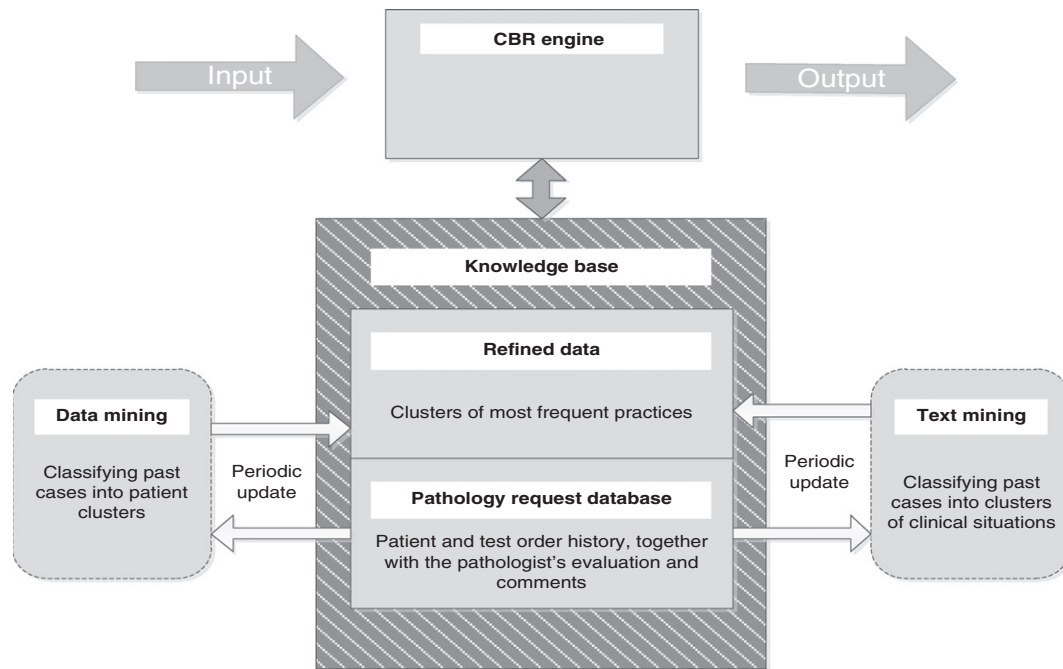 CBR engine
Input
Output
Knowledge base
Refined data
Clusters of most frequent practices
Data mining
Classifying past
cases into patient
clusters
Periodic
update
Text mining
Classifying past
cases into clusters
of clinical situations
Periodic
update
Pathology request database
Patient and test order history, together
with the pathologist’s evaluation and
comments